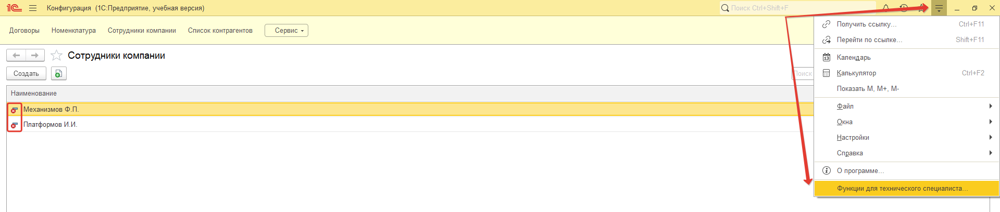 1С Конфигурация (1С:Предприятие, учебная версия) Поиск Ctrl+Shift+F
Договоры Номенклатура Сотрудники компании Список контрагентов Сервис
Сотрудники компании
Создать Поиск
Наименование
Механизмов Ф.П.
Платформов И.И.
Получить ссылку... Ctrl+F11
Перейти по ссылке... Shift+F11
13 Календарь
Калькулятор Ctrl+F2
Показать M, M+, M-
Файл
Окна
Настройки
Справка
О программе...
Функции для технического специалиста...